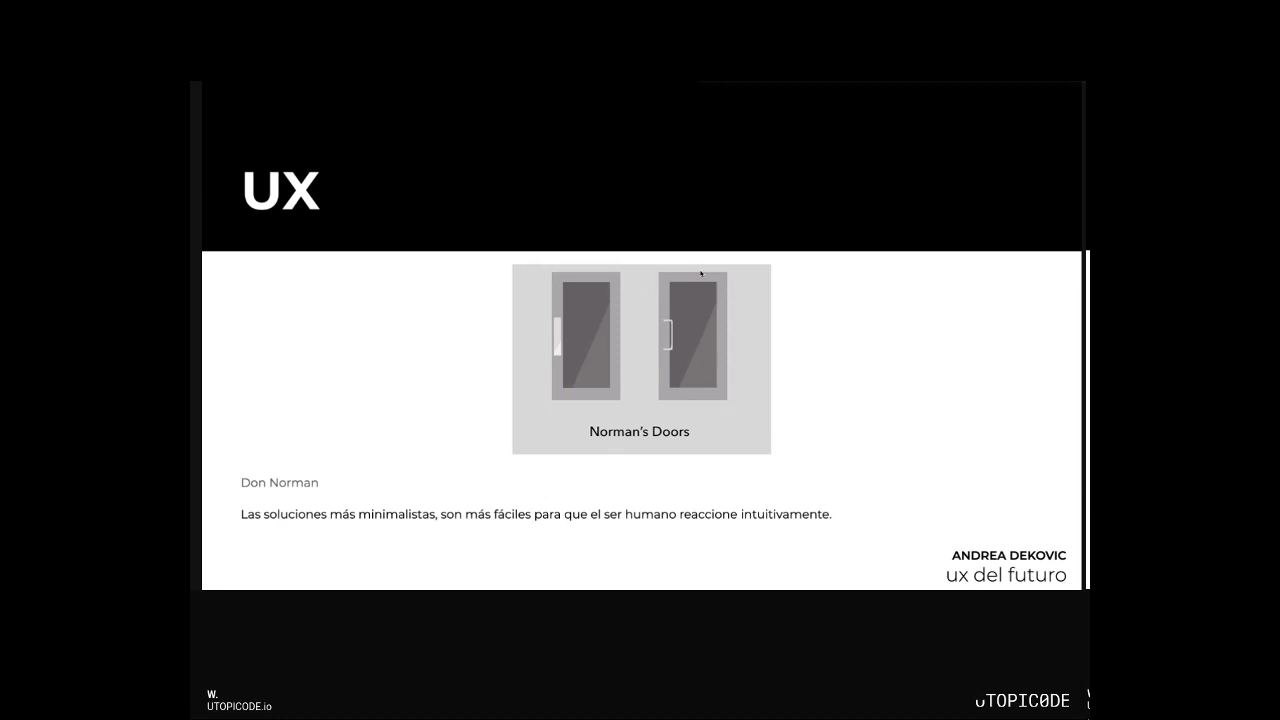 UX
Norman's Doors
Don Norman
Las soluciones más minimalistas, son más fáciles para que el ser humano reaccione intuitivamente.
ANDREA DEKOVIC
ux del futuro
W.
UTOPICODE.io
UTOPIC0DE